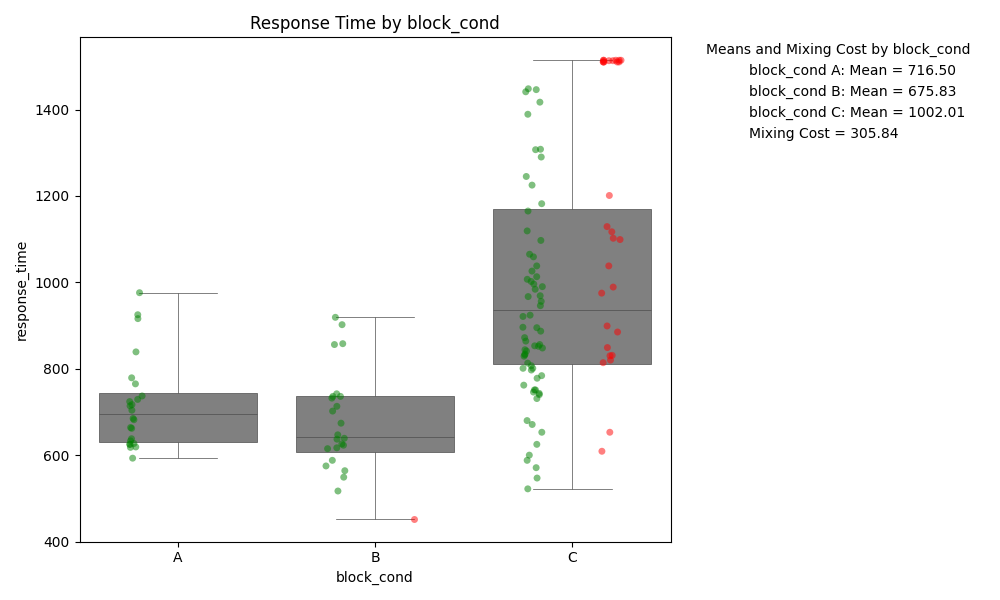 Response Time by block_cond
Means and Mixing Cost by block_cond
block_cond A: Mean = 716.50
block_cond B: Mean = 675.83
block_cond C: Mean = 1002.01
Mixing Cost = 305.84
response_time
1400
1200
1000
800
600
400
A
B
C
block_cond